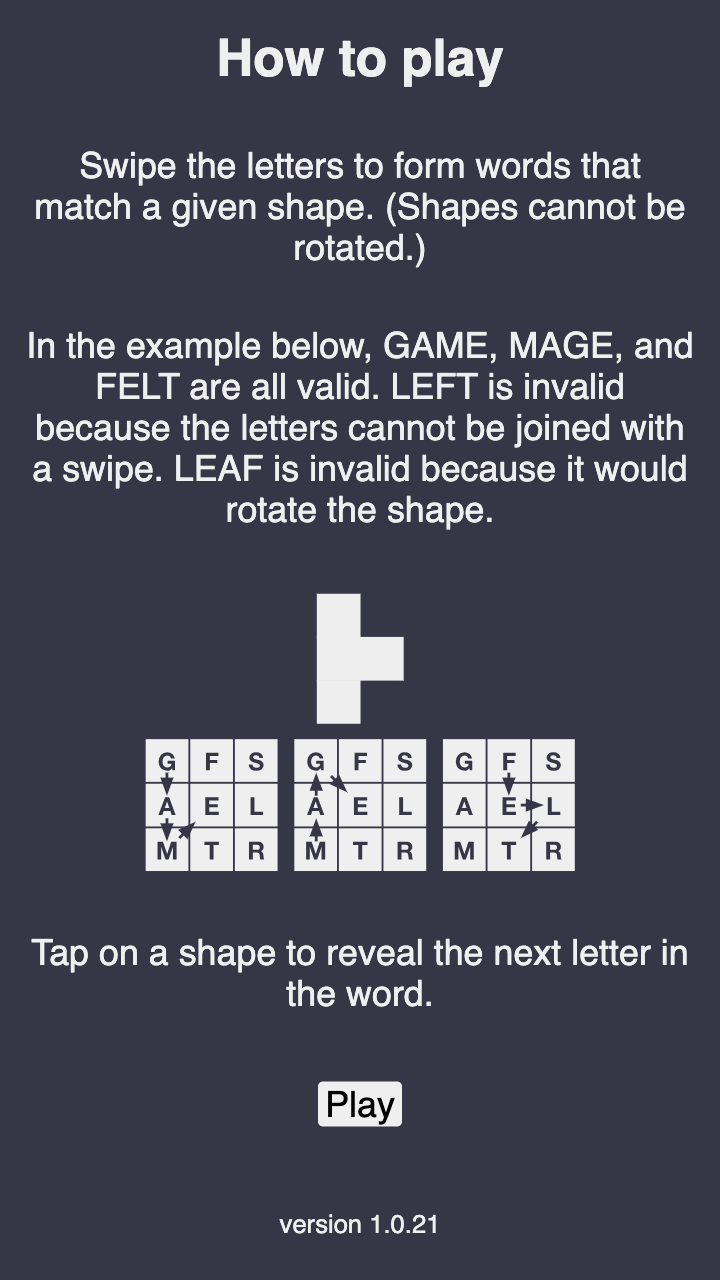 How to play
Swipe the letters to form words that
match a given shape. (Shapes cannot be
rotated.)
In the example below, GAME, MAGE, and
FELT are all valid. LEFT is invalid
because the letters cannot be joined with
a swipe. LEAF is invalid because it would
rotate the shape.
G F S G F S G F S
A E L A E L A E L
M T R M T R M T R
Tap on a shape to reveal the next letter in
the word.
Play
version 1.0.21